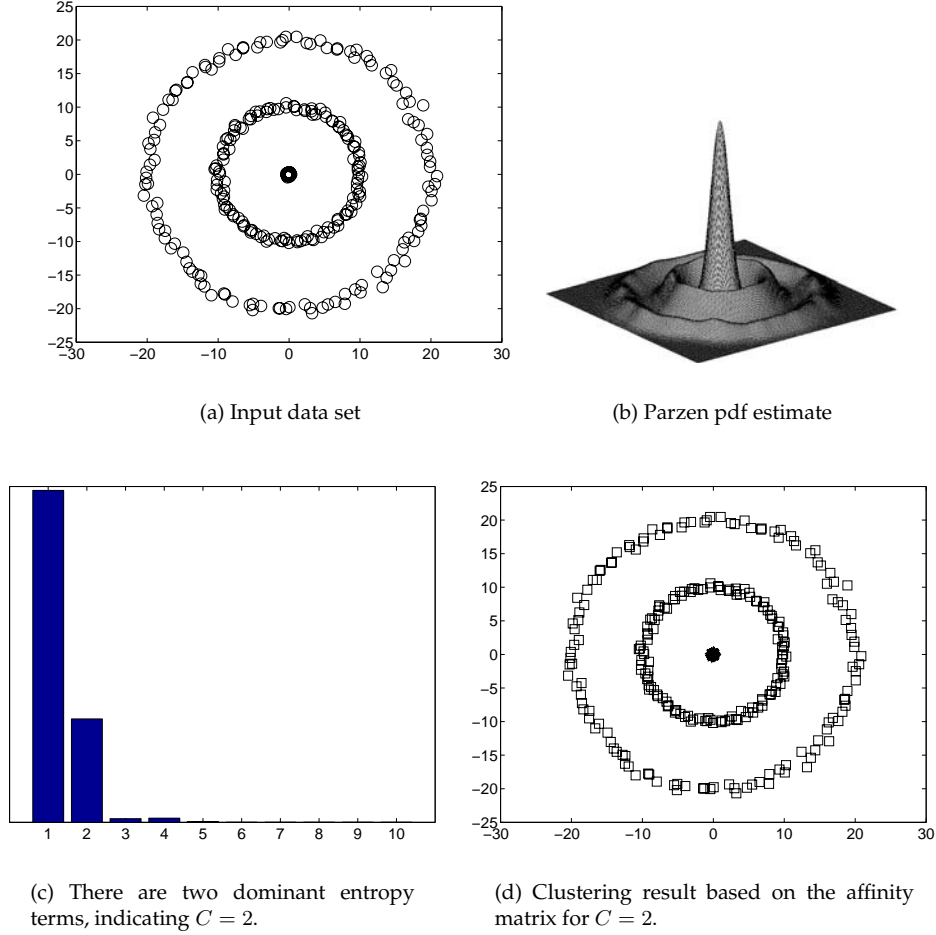 25
20
15
10
5
0
−5
−10
−15
−20
−25
−30 −20 −10 0 10 20 30
(a) Input data set
(b) Parzen pdf estimate
1 2 3 4 5 6 7 8 9 10
25
20
15
10
5
0
−5
−10
−15
−20
−25
−30 −20 −10 0 10 20 30
(c) There are two dominant entropy
terms, indicating C = 2.
(d) Clustering result based on the affinity
matrix for C = 2.